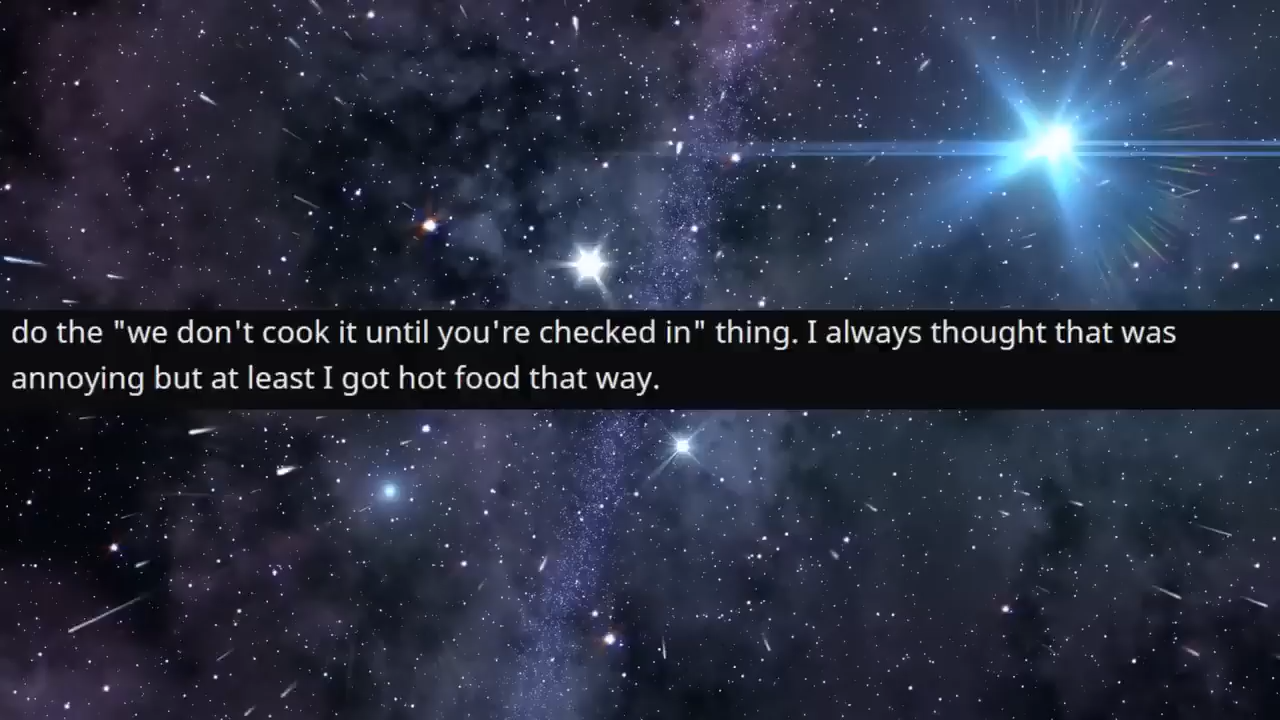 do the "we don't cook it until you're checked in" thing. I always thought that was
annoying but at least I got hot food that way.